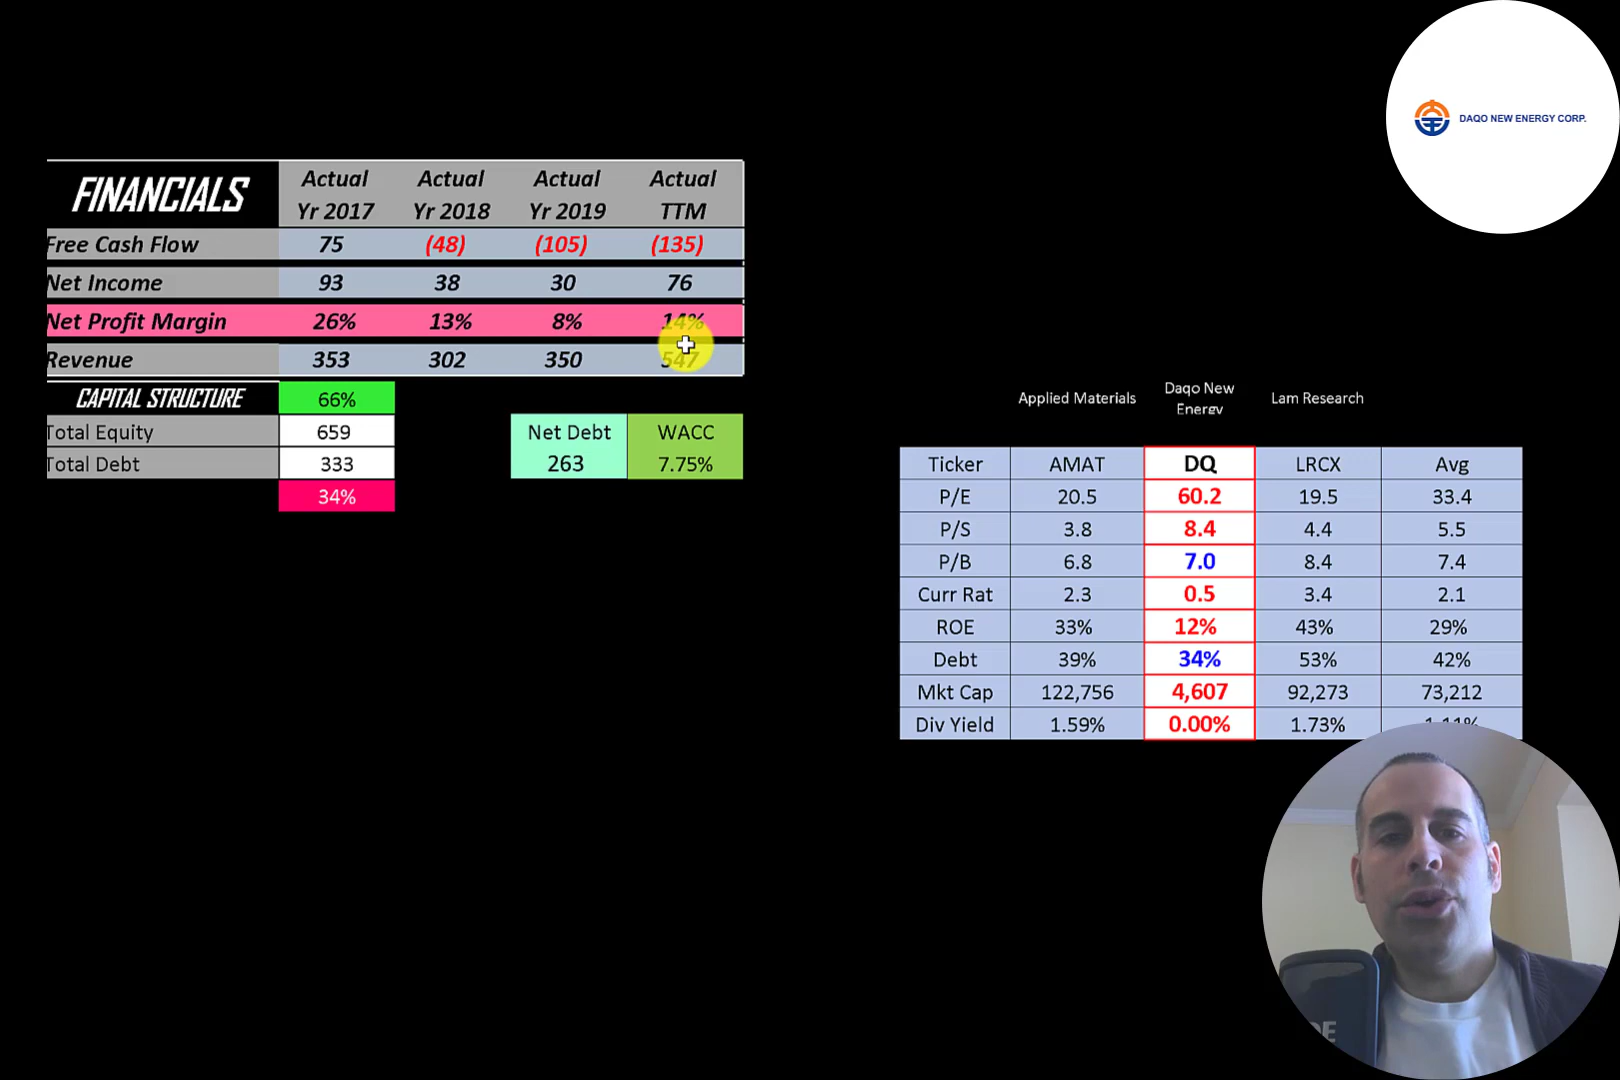 DAQO NEW ENERGY CORP.
FINANCIALS Actual Yr 2017 Actual Yr 2018 Actual Yr 2019 Actual TTM
Free Cash Flow 75 (48) (105) (135)
Net Income 93 38 30 76
Net Profit Margin 26% 13% 8% 14%
Revenue 353 302 350 547
CAPITAL STRUCTURE 66%
Total Equity 659 Net Debt WACC
Total Debt 333 263 7.75%
34%
Applied Materials Daqo New Energy Lam Research
Ticker AMAT DQ LRCX Avg
P/E 20.5 60.2 19.5 33.4
P/S 3.8 8.4 4.4 5.5
P/B 6.8 7.0 8.4 7.4
Curr Rat 2.3 0.5 3.4 2.1
ROE 33% 12% 43% 29%
Debt 39% 34% 53% 42%
Mkt Cap 122,756 4,607 92,273 73,212
Div Yield 1.59% 0.00% 1.73% 1.11%